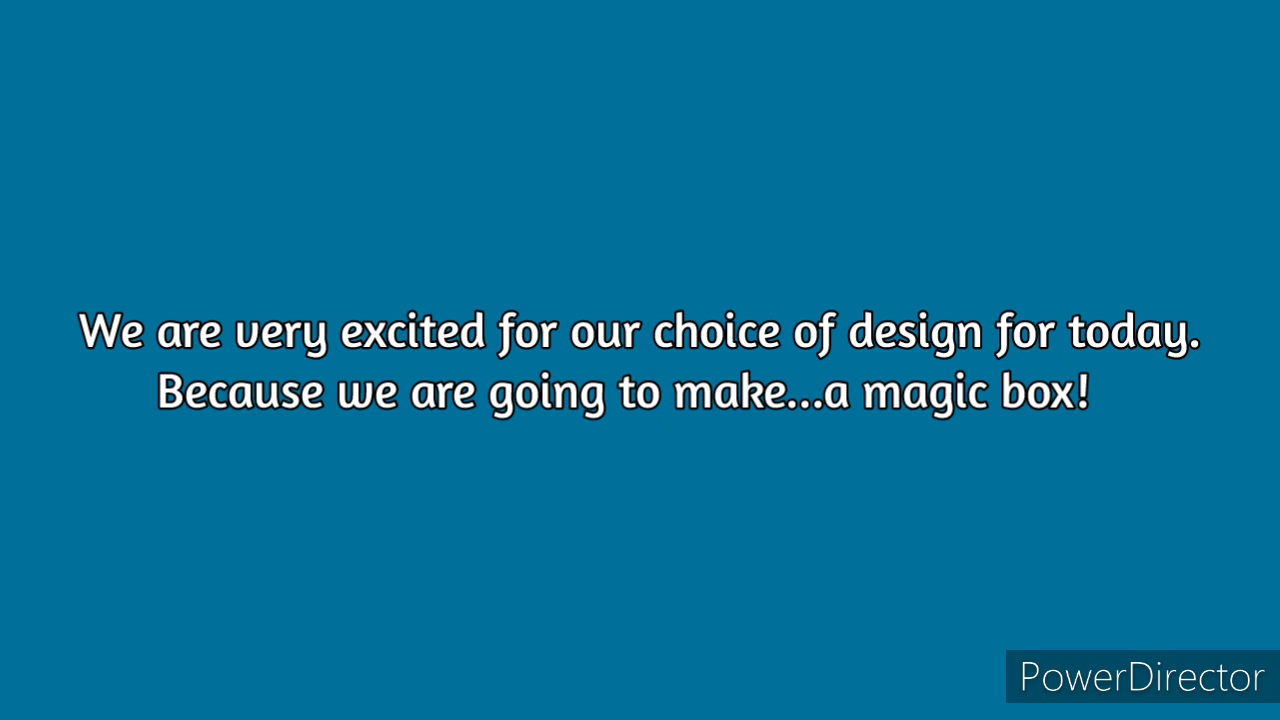 We are very excited for our choice of design for today.
Because we are going to make...a magic box!
PowerDirector